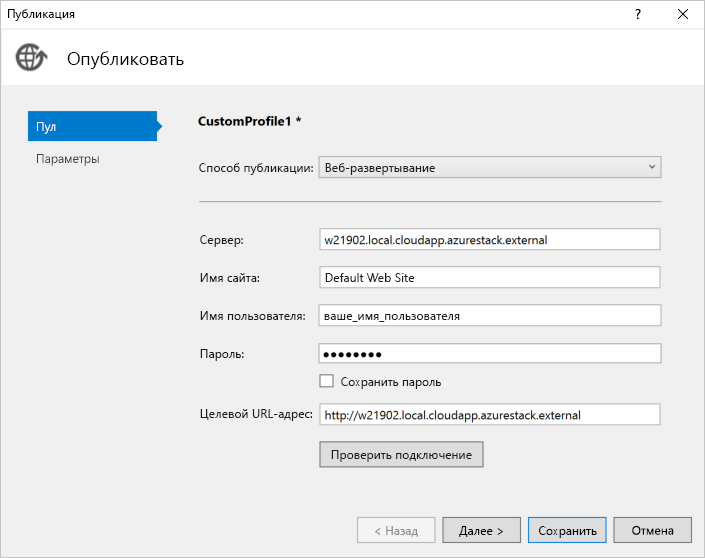 Публикация
?
Опубликовать
Пул
Параметры
CustomProfile1 *
Способ публикации: Веб-развертывание
Сервер: w21902.local.cloudapp.azurestack.external
Имя сайта: Default Web Site
Имя пользователя: ваше_имя_пользователя
Пароль: ●●●●●●●●
Сохранить пароль
Целевой URL-адрес: http://w21902.local.cloudapp.azurestack.external
Проверить подключение
< Назад Далее > Сохранить Отмена